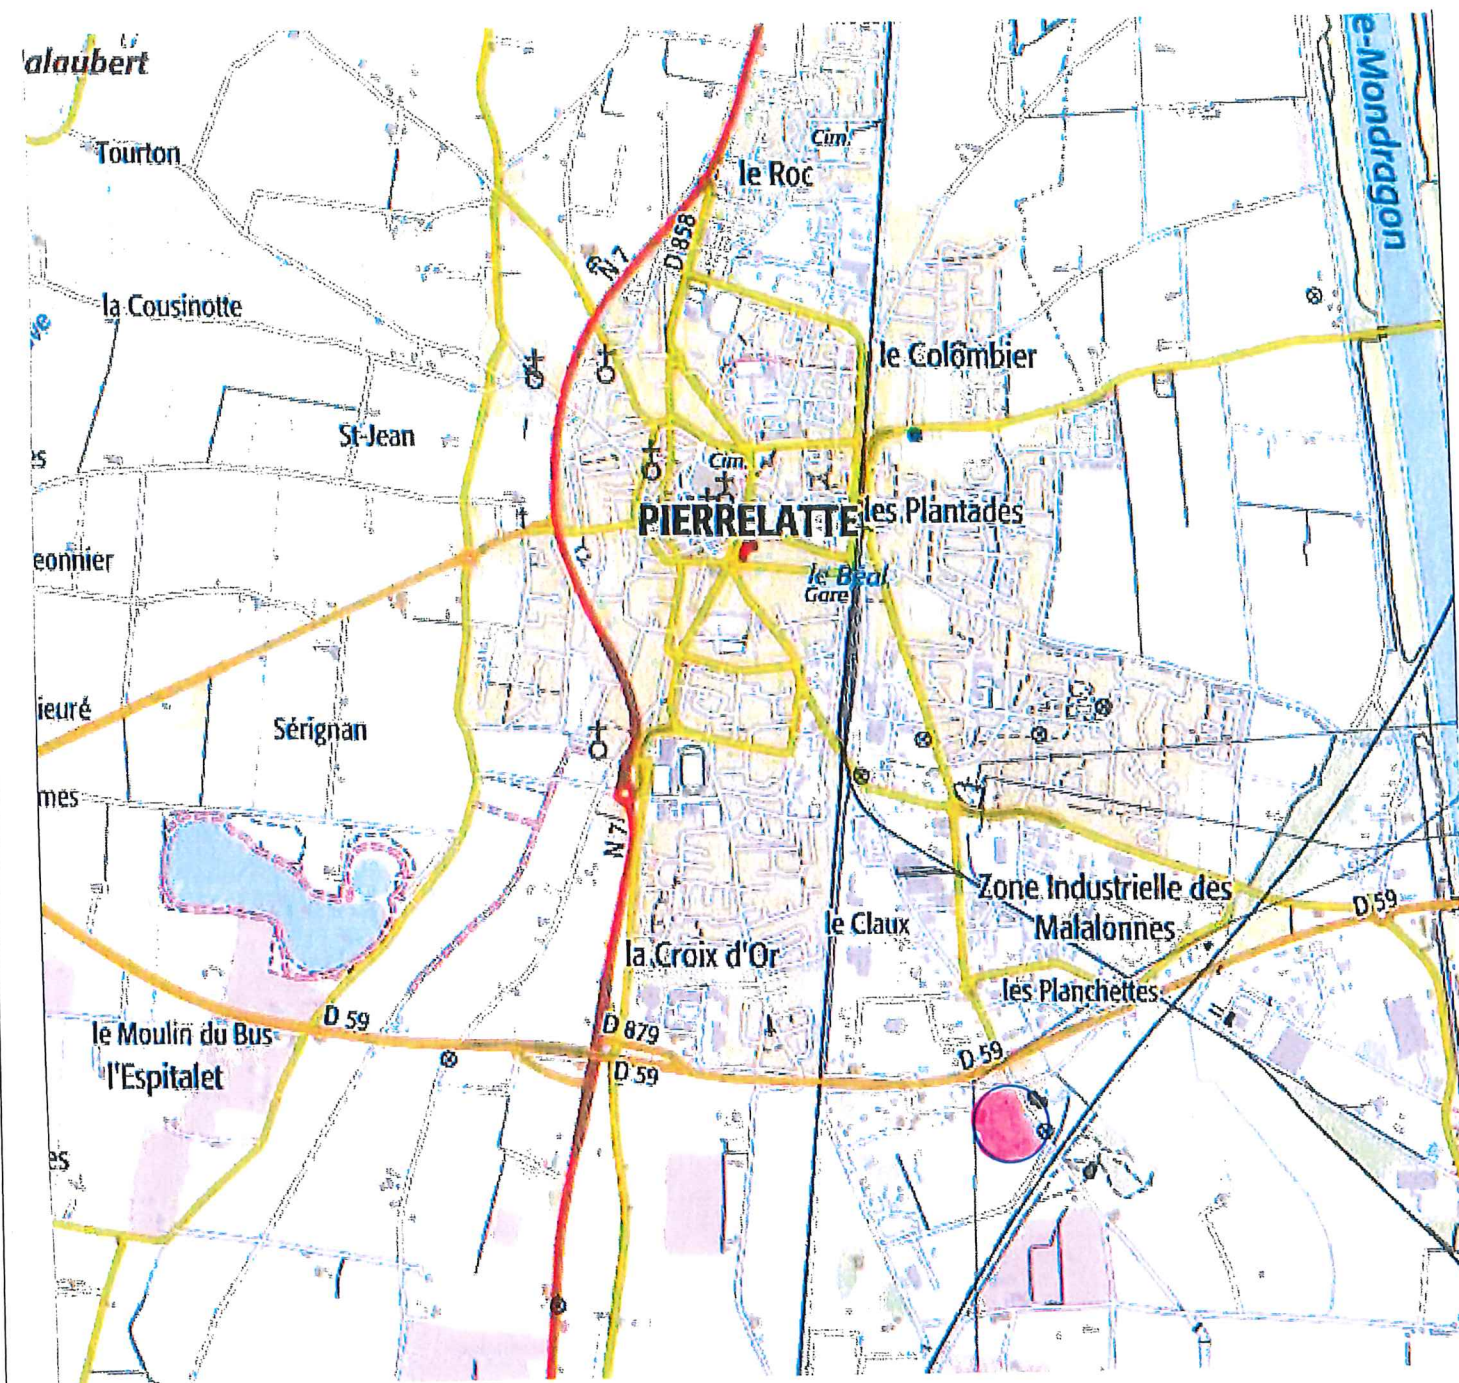 alaubert
e-Mondragon
Cim.
Tourton
le Roc
D 858
N 7
la Cousinotte
le Colombier
St-Jean
Cim.
PIERRELATTE
les Plantades
eonnier
le Béal
Gare
ieuré
Sérignan
mes
N 7
Zone Industrielle des
Malalonnes
D 59
le Claux
la Croix d'Or
les Planchettes
D 59
le Moulin du Bus
D 879
D 59
l'Espitalet
D 59
es